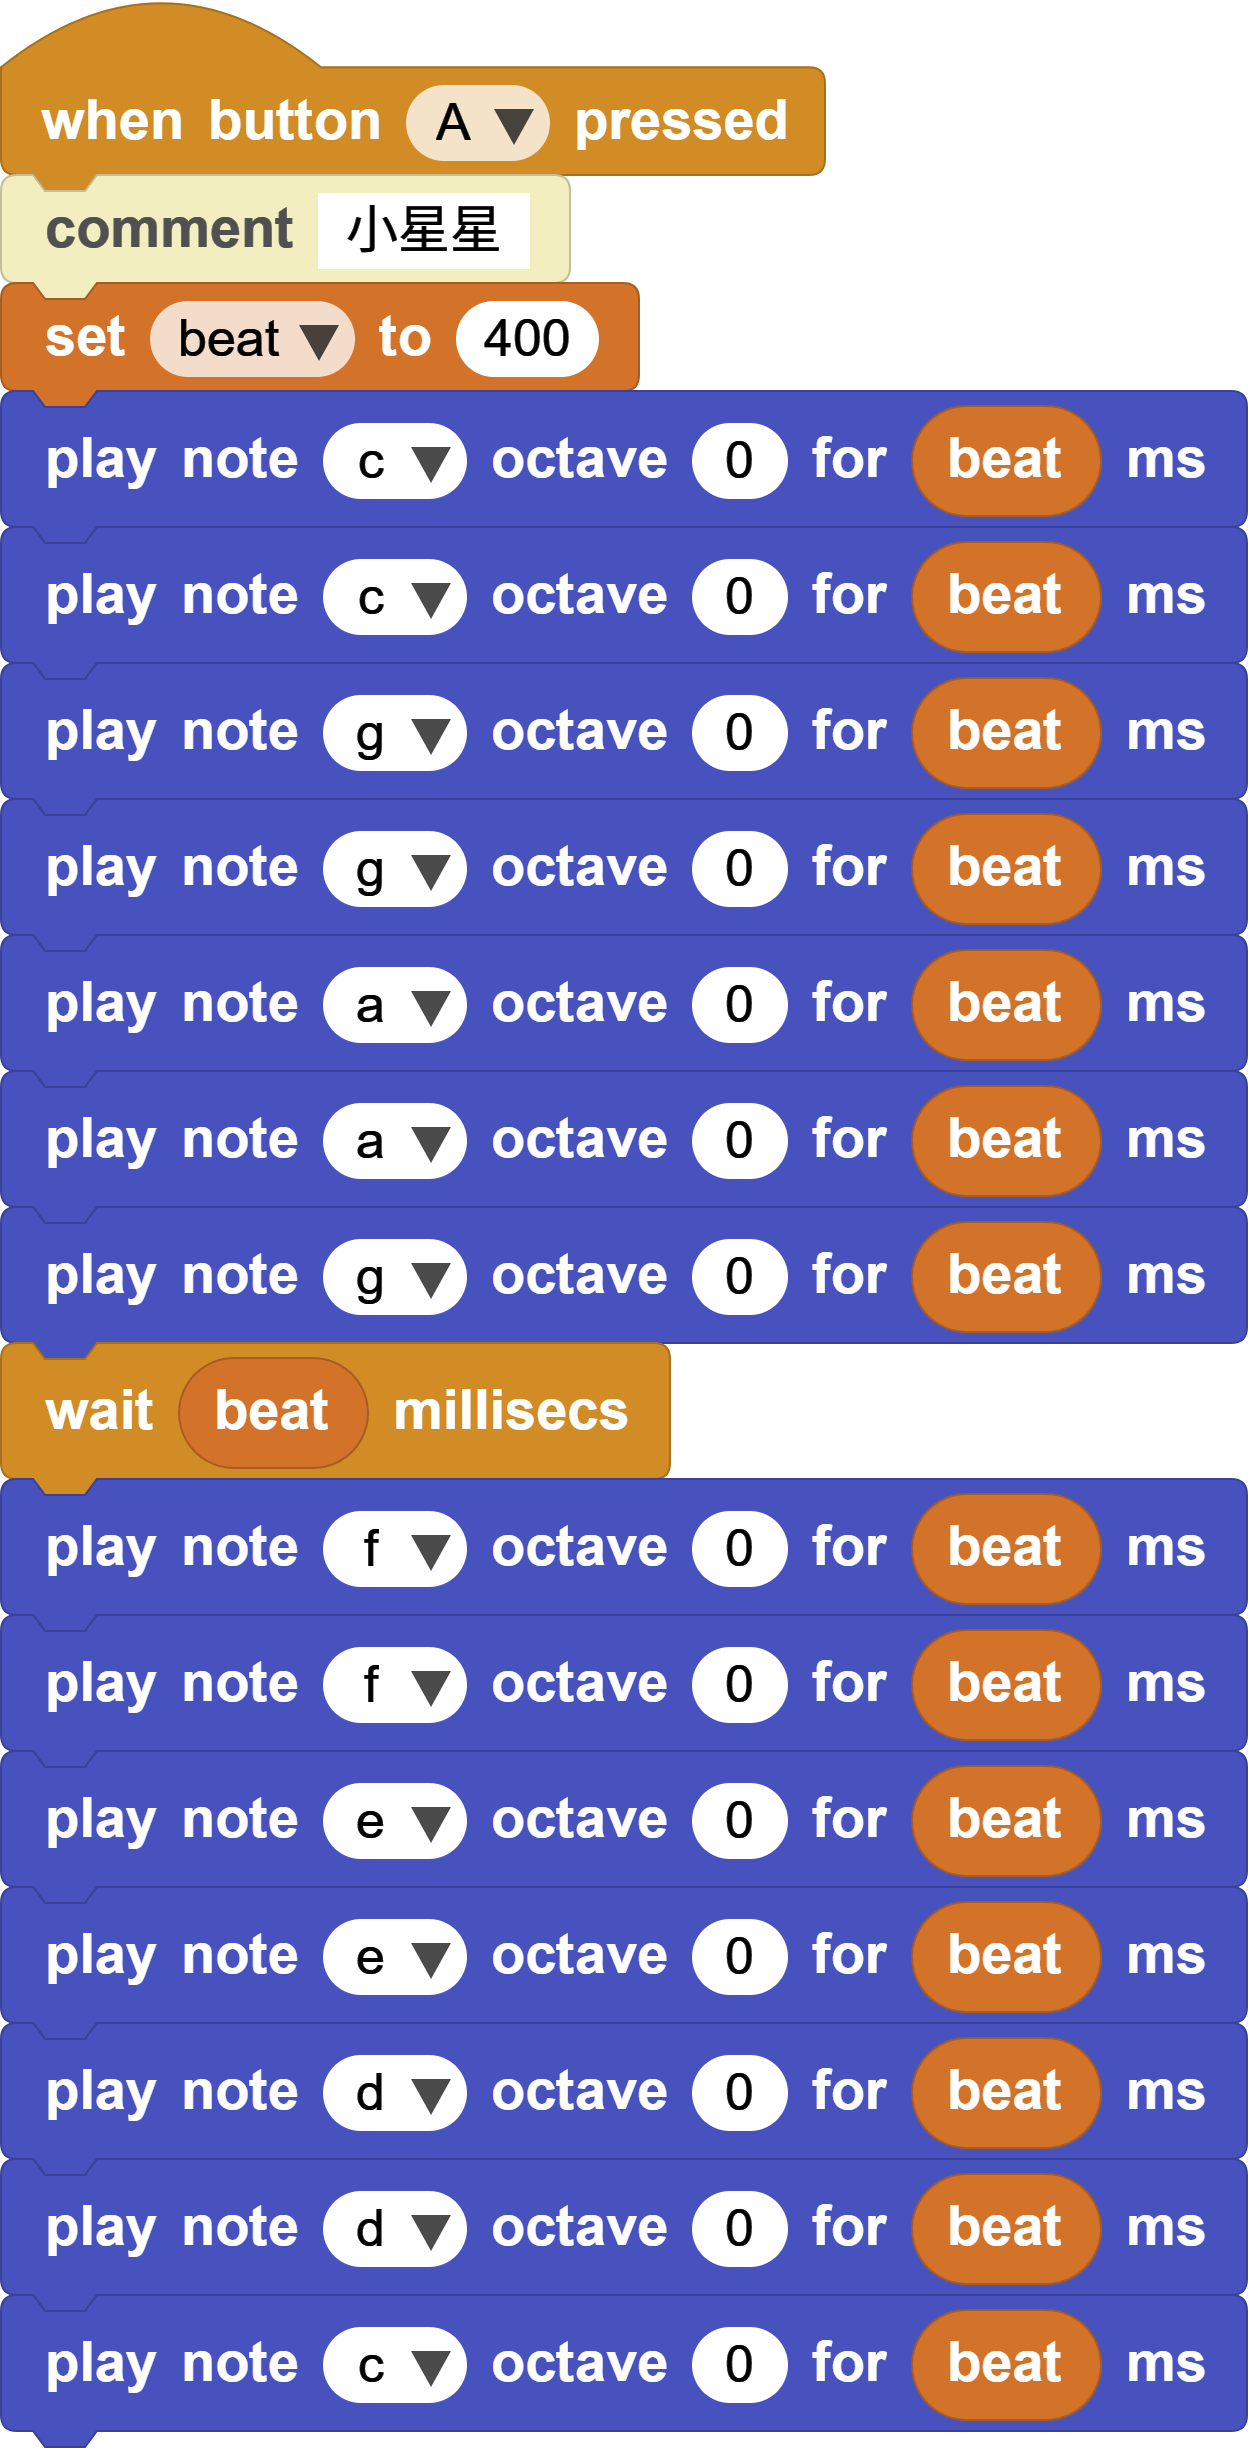 when button A pressed
comment 小星星
set beat to 400
play note c octave 0 for beat ms
play note c octave 0 for beat ms
play note g octave 0 for beat ms
play note g octave 0 for beat ms
play note a octave 0 for beat ms
play note a octave 0 for beat ms
play note g octave 0 for beat ms
wait beat millisecs
play note f octave 0 for beat ms
play note f octave 0 for beat ms
play note e octave 0 for beat ms
play note e octave 0 for beat ms
play note d octave 0 for beat ms
play note d octave 0 for beat ms
play note c octave 0 for beat ms